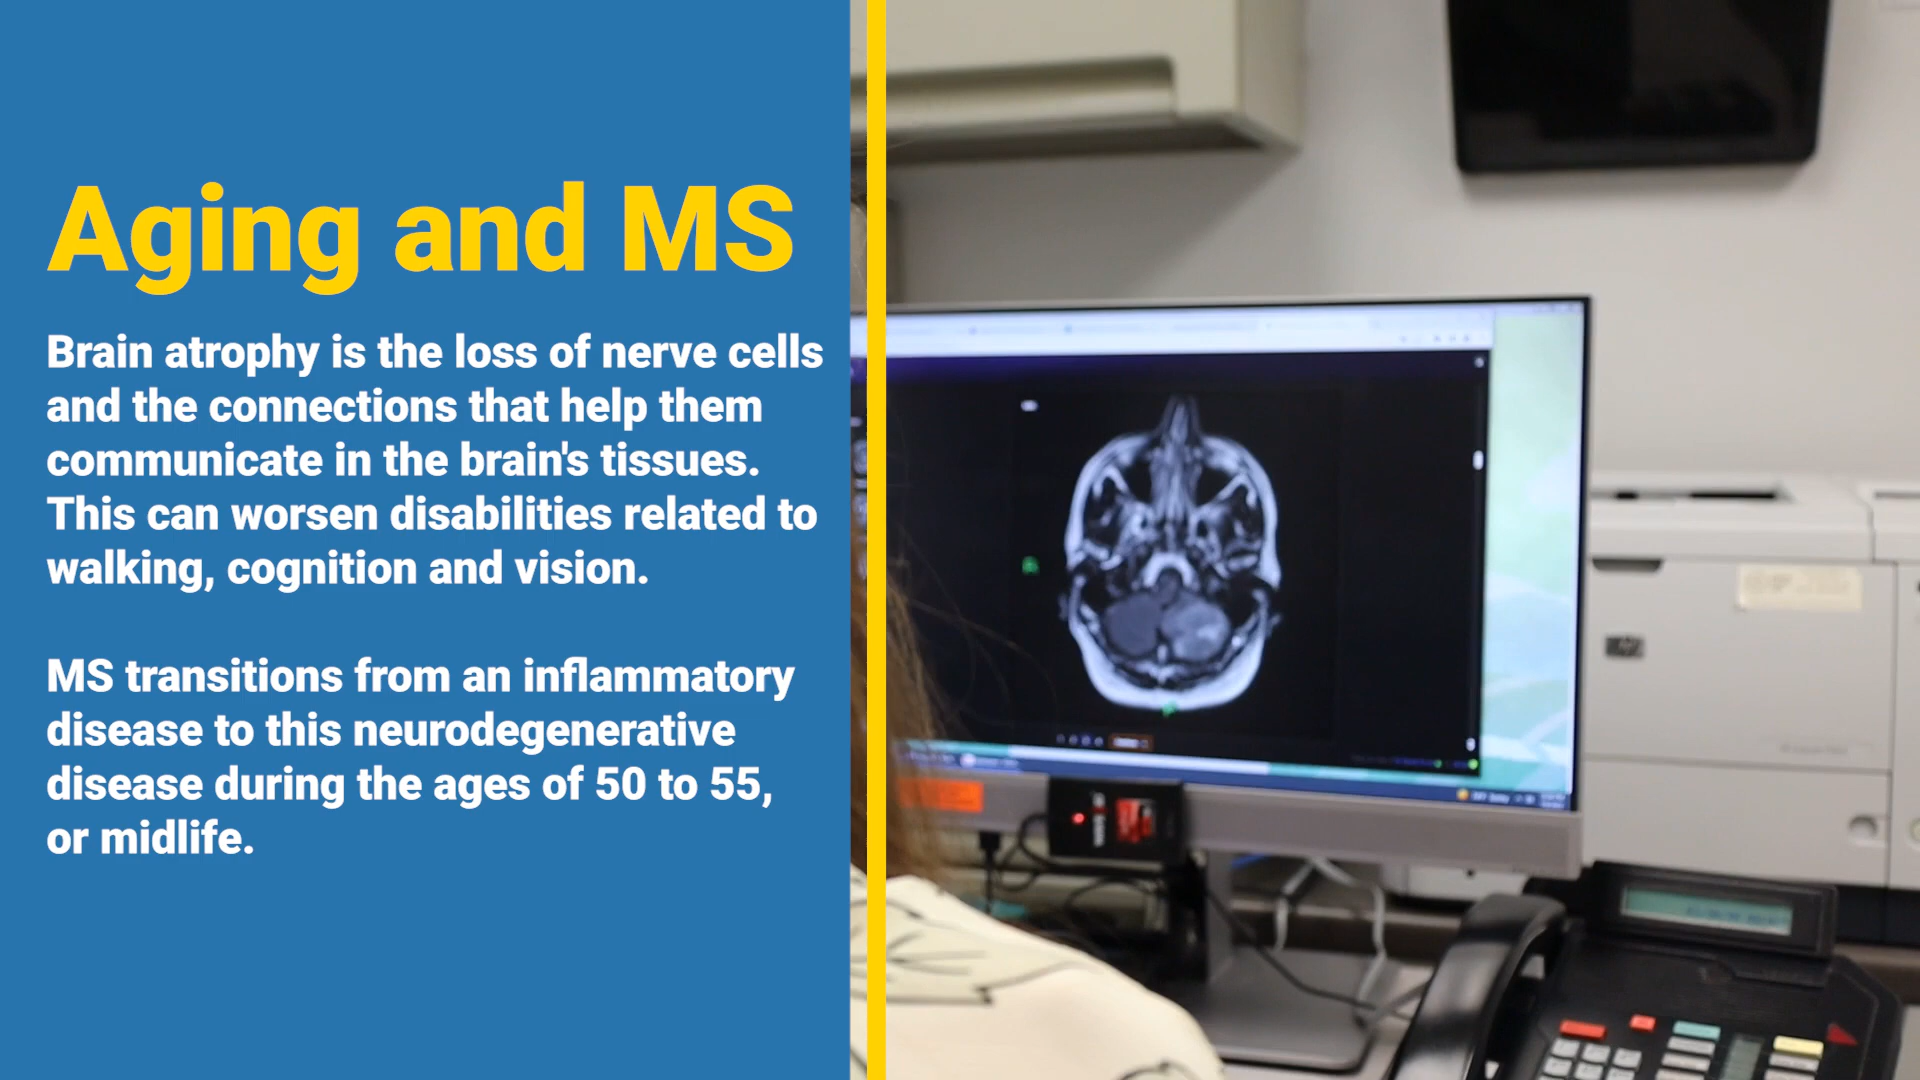 Aging and MS
Brain atrophy is the loss of nerve cells
and the connections that help them
communicate in the brain's tissues.
This can worsen disabilities related to
walking, cognition and vision.
MS transitions from an inflammatory
disease to this neurodegenerative
disease during the ages of 50 to 55,
or midlife.
hp